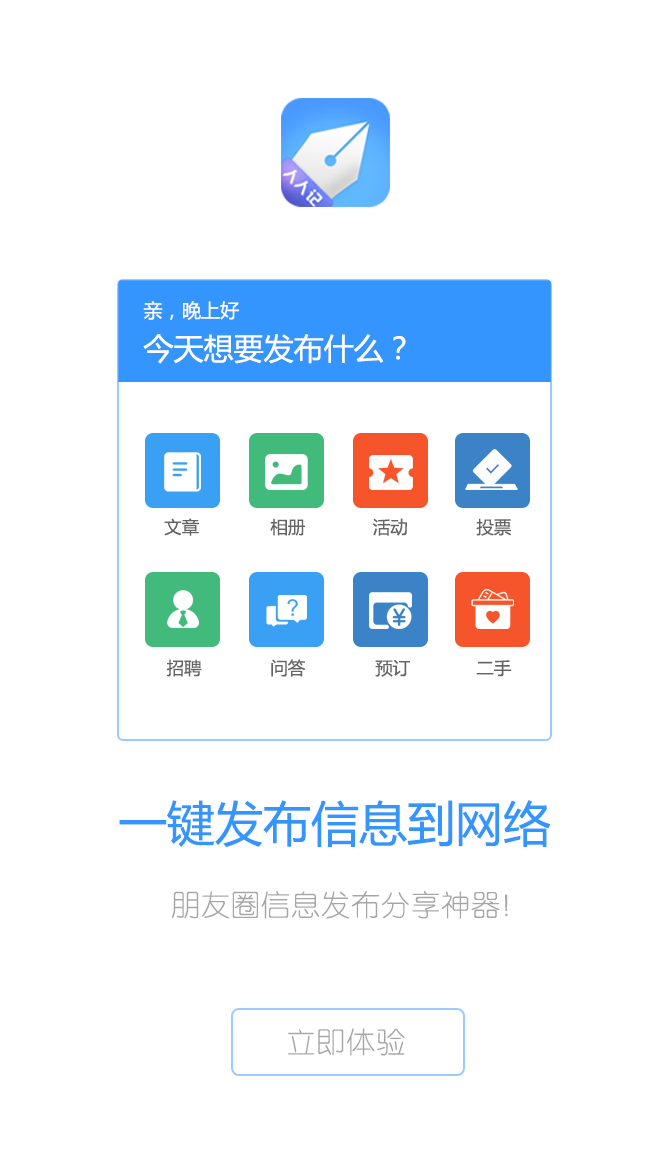 人人记
亲，晚上好
今天想要发布什么？
文章 相册 活动 投票
招聘 问答 预订 二手
一键发布信息到网络
朋友圈信息发布分享神器!
立即体验